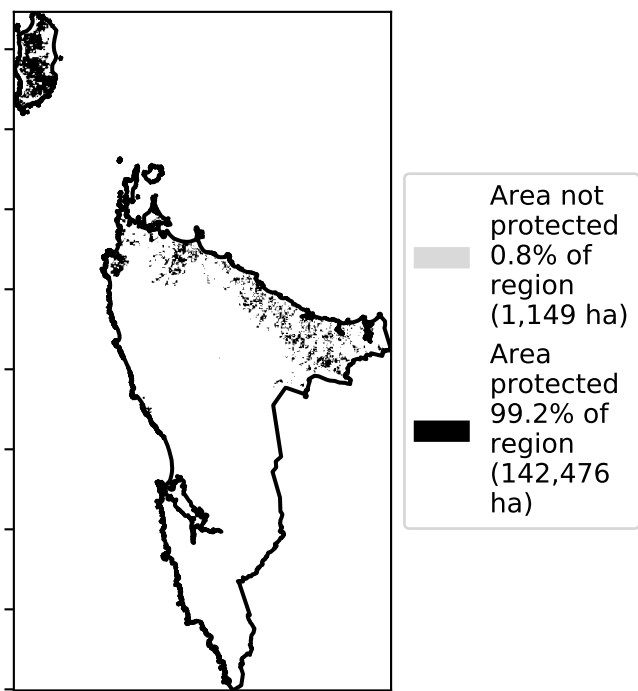 Area not
protected
0.8% of
region
(1,149 ha)
Area
protected
99.2% of
region
(142,476
ha)